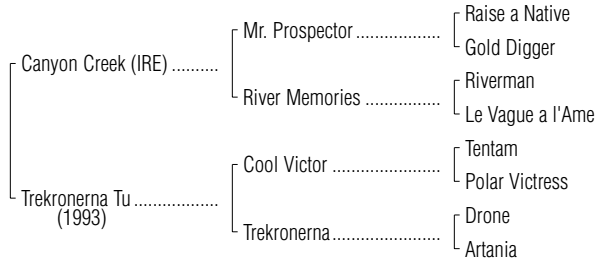 Raise a Native
Mr. Prospector ..................
Gold Digger
Canyon Creek (IRE) ..........
Riverman
River Memories ................
Le Vague a l'Ame
Tentam
Cool Victor .......................
Polar Victress
Trekronerna Tu ..................
(1993)
Drone
Trekronerna.......................
Artania